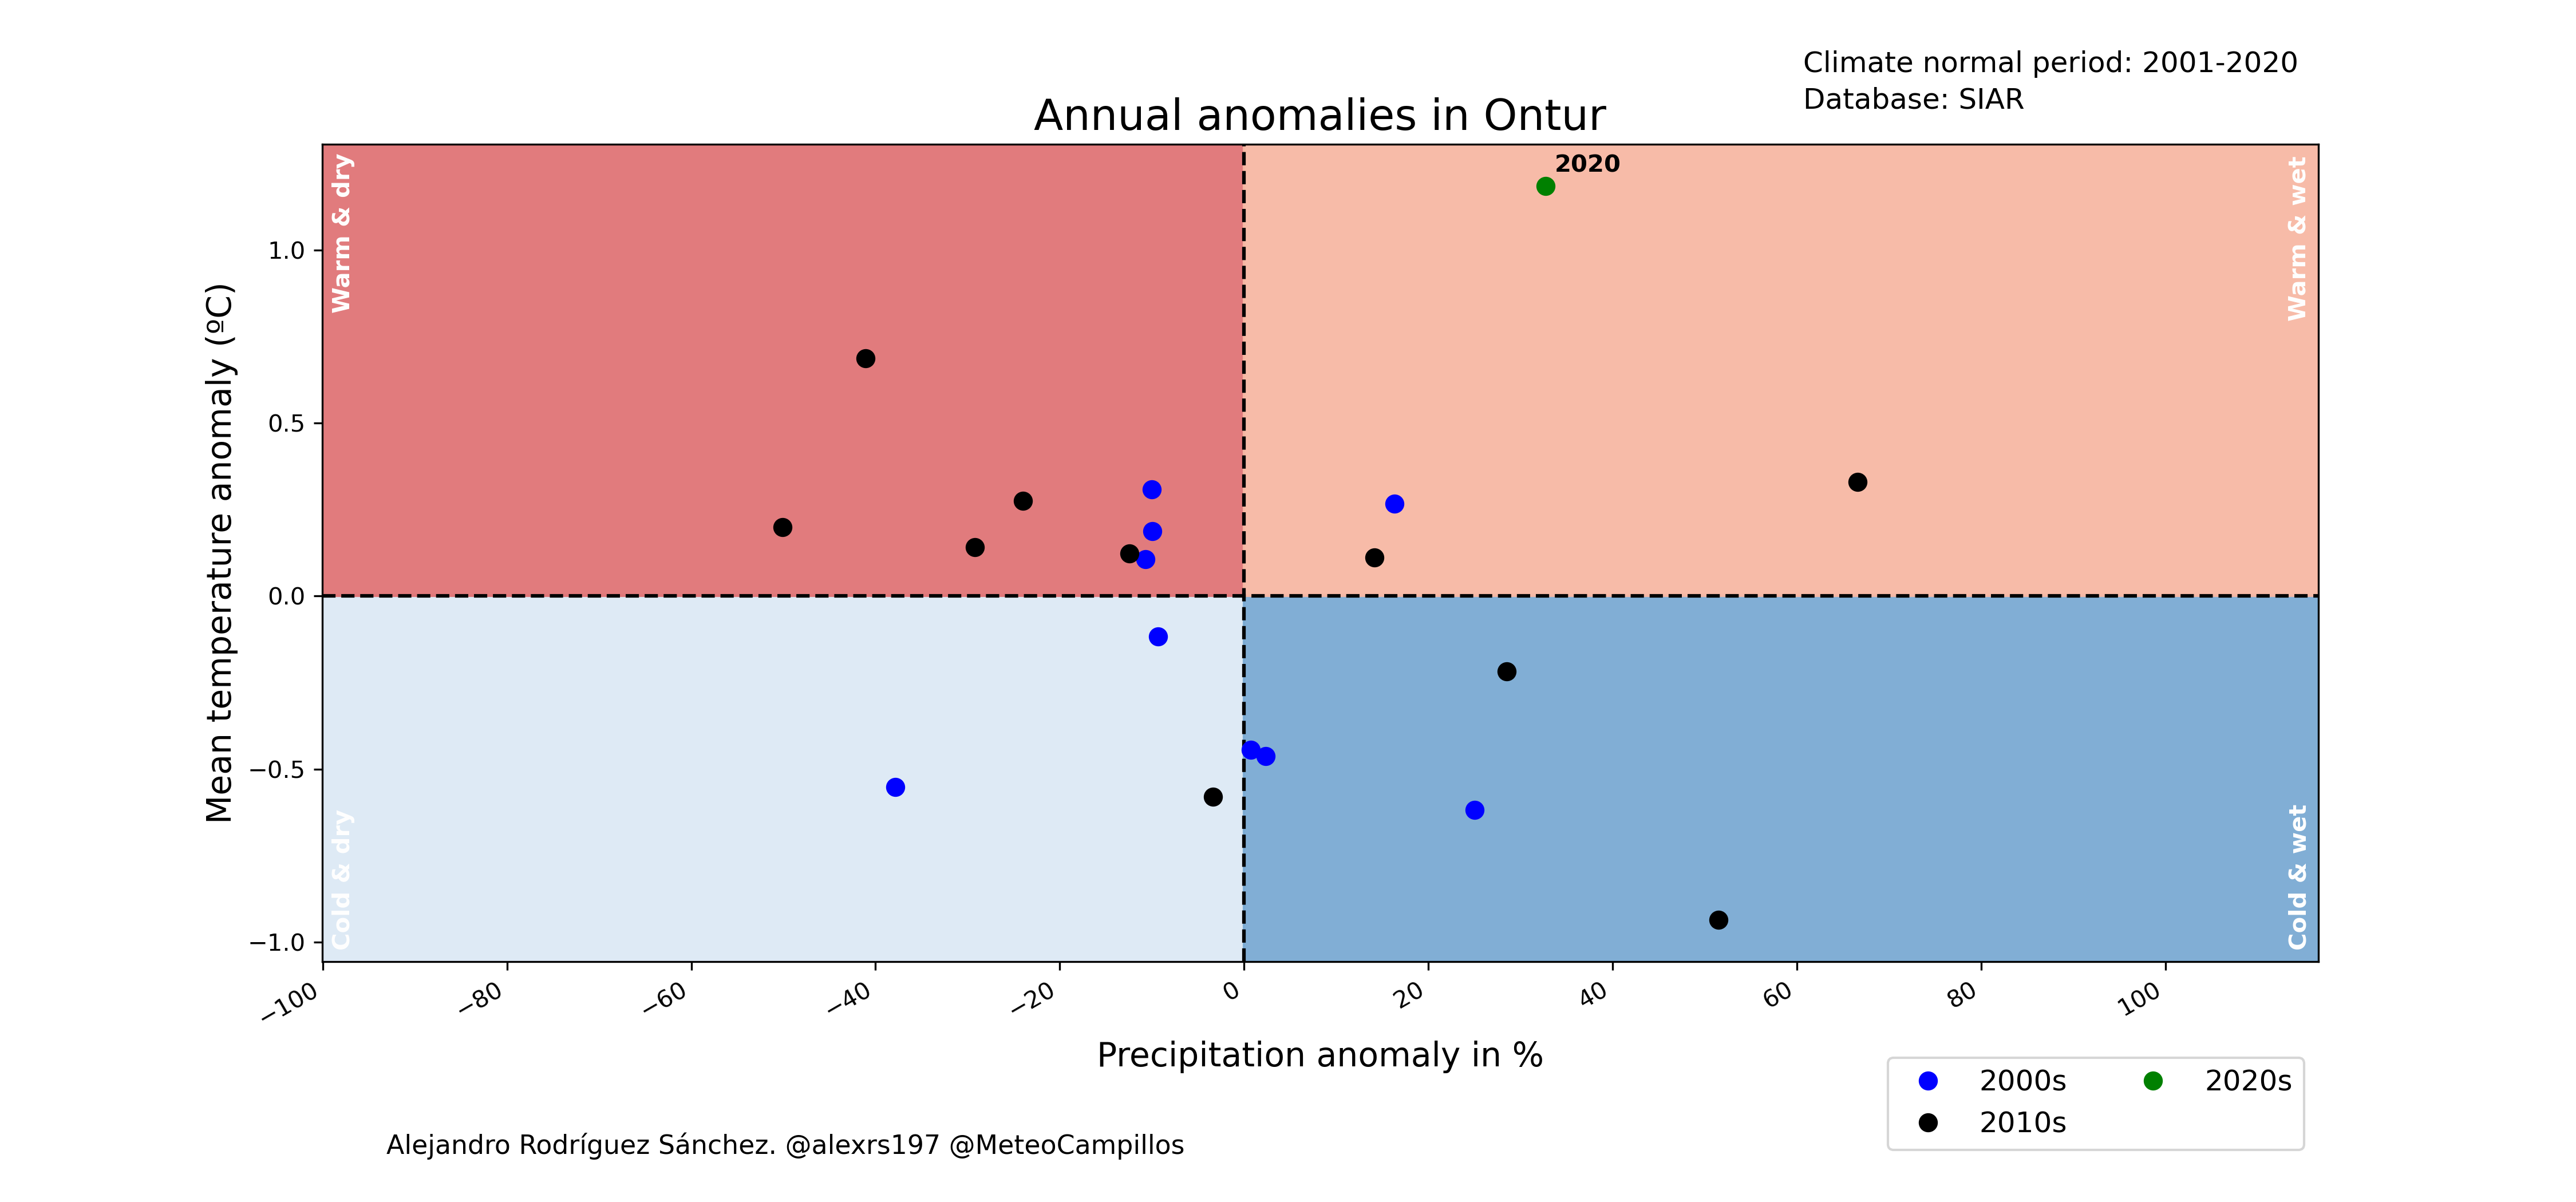 Climate normal period: 2001-2020
Database: SIAR
Annual anomalies in Ontur
2020
Warm & dry
Warm & wet
Cold & dry
Cold & wet
Mean temperature anomaly (ºC)
1.0
0.5
0.0
−0.5
−1.0
−100
−80
−60
−40
−20
0
20
40
60
80
100
Precipitation anomaly in %
2000s
2020s
2010s
Alejandro Rodríguez Sánchez. @alexrs197 @MeteoCampillos